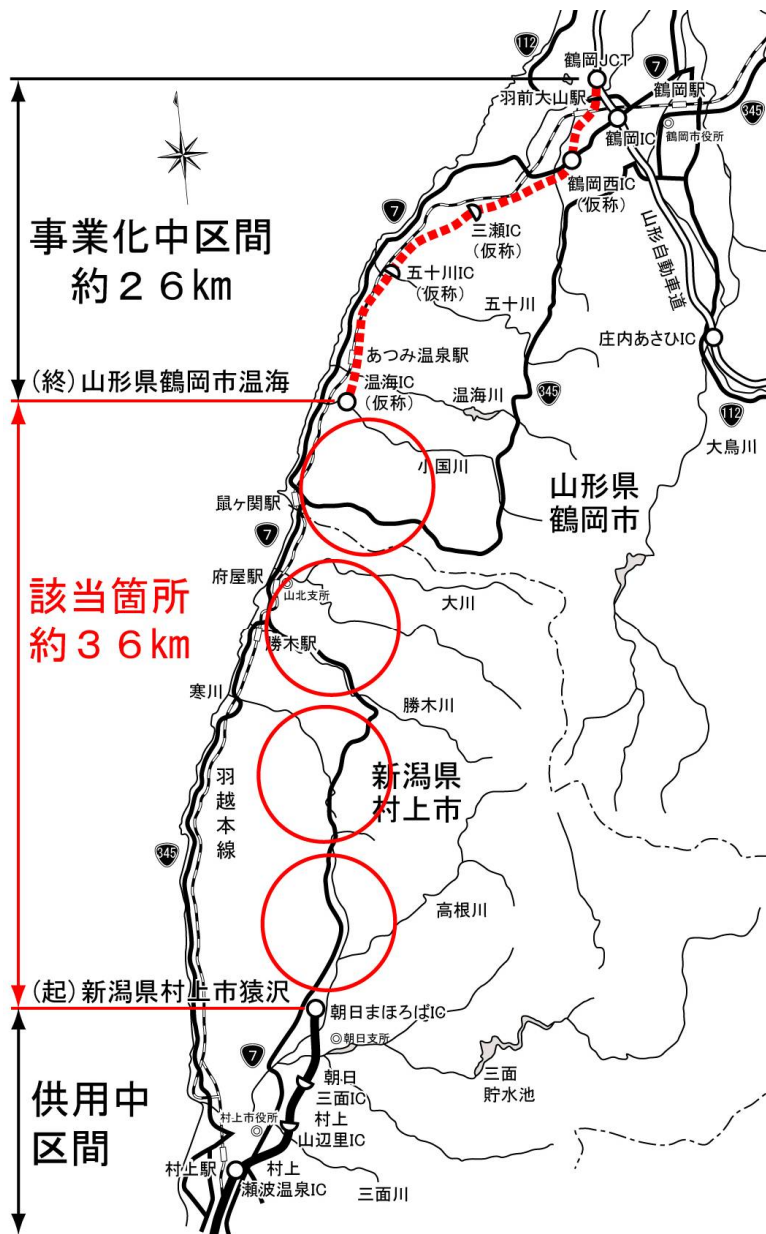 112
鶴岡JCT
7
鶴岡駅
羽前大山駅
345
鶴岡IC
鶴岡市役所
鶴岡西IC
(仮称)
7
三瀬IC
(仮称)
山形自動車道
事業化中区間
約26km
五十川IC
(仮称)
五十川
庄内あさひIC
あつみ温泉駅
(終)山形県鶴岡市温海
温海IC
(仮称)
温海川
345
112
大鳥川
小国川
山形県
鶴岡市
鼠ヶ関駅
7
府屋駅
山北支所
大川
該当箇所
約36km
勝木駅
寒川
勝木川
新潟県
村上市
羽越本線
345
高根川
(起)新潟県村上市猿沢
朝日まほろばIC
朝日支所
7
三面
貯水池
朝日
三面IC
供用中
区間
村上市役所
村上
山辺里IC
村上駅
村上
瀬波温泉IC
三面川